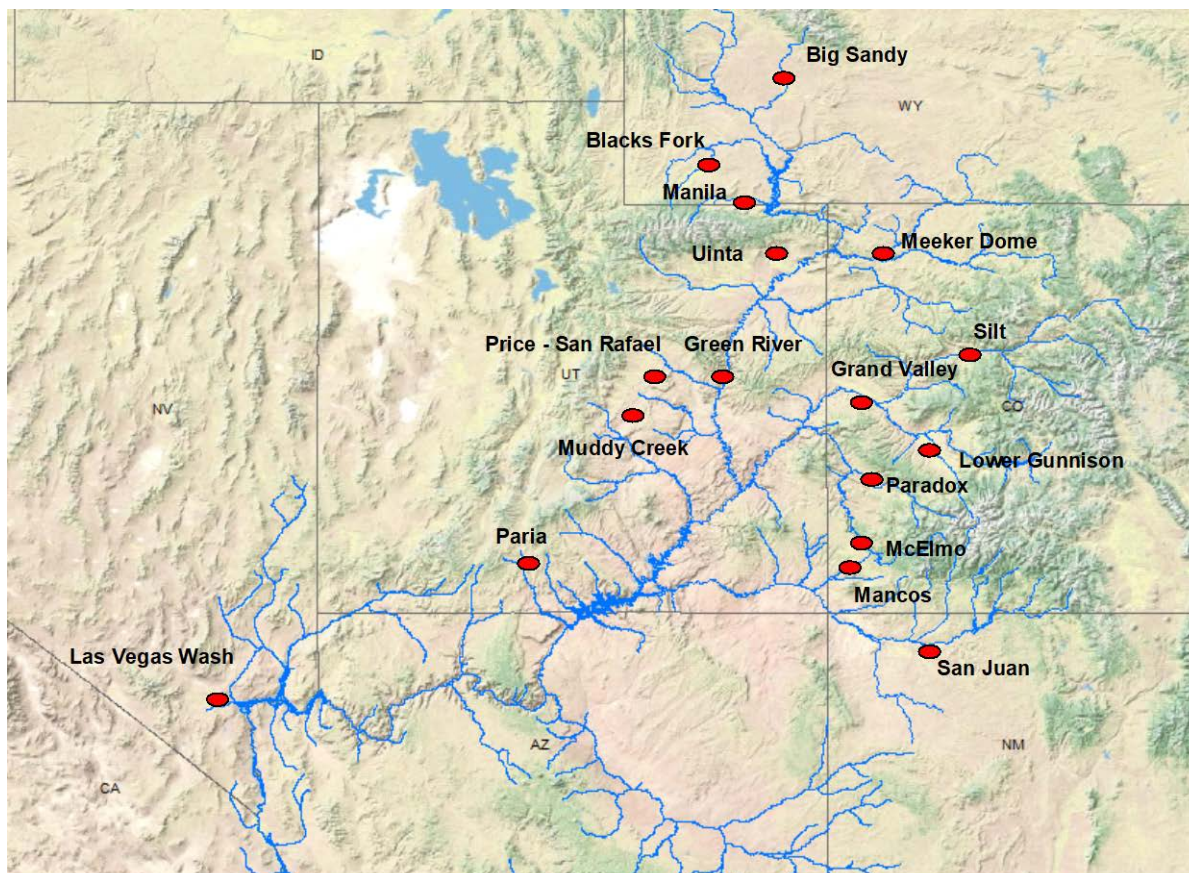 ID
Big Sandy
WY
Blacks Fork
Manila
Uinta
Meeker Dome
Silt
Price - San Rafael
Green River
Grand Valley
UT
NV
CO
Muddy Creek
Lower Gunnison
Paradox
Paria
McElmo
Mancos
Las Vegas Wash
San Juan
AZ
NM
CA